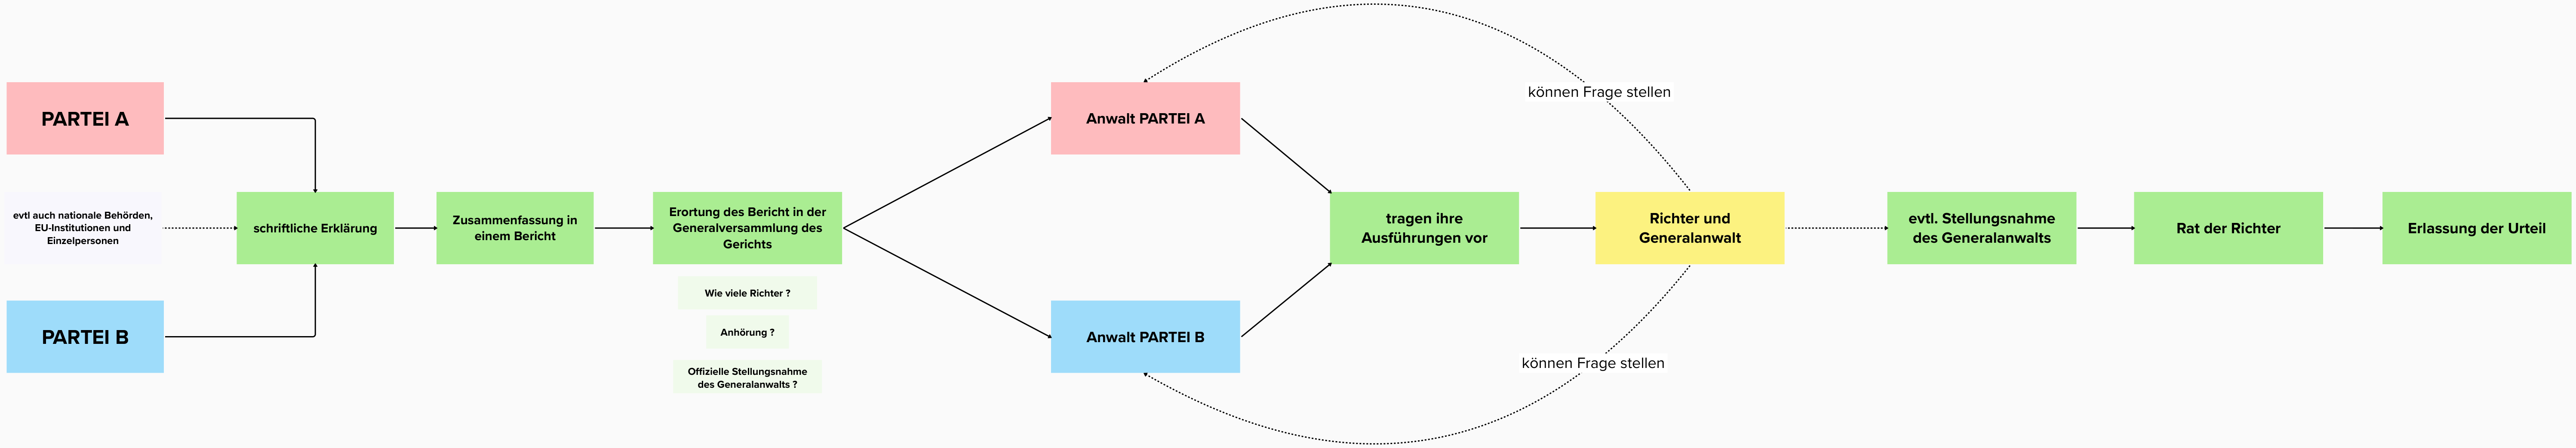 PARTEI A
evtl auch nationale Behörden,
EU-Institutionen und
Einzelpersonen
PARTEI B
schriftliche Erklärung
Zusammenfassung in
einem Bericht
Erortung des Bericht in der
Generalversammlung des
Gerichts
Wie viele Richter ?
Anhörung ?
Offizielle Stellungsnahme
des Generalanwalts ?
Anwalt PARTEI A
Anwalt PARTEI B
tragen ihre
Ausführungen vor
können Frage stellen
Richter und
Generalanwalt
können Frage stellen
evtl. Stellungsnahme
des Generalanwalts
Rat der Richter
Erlassung der Urteil